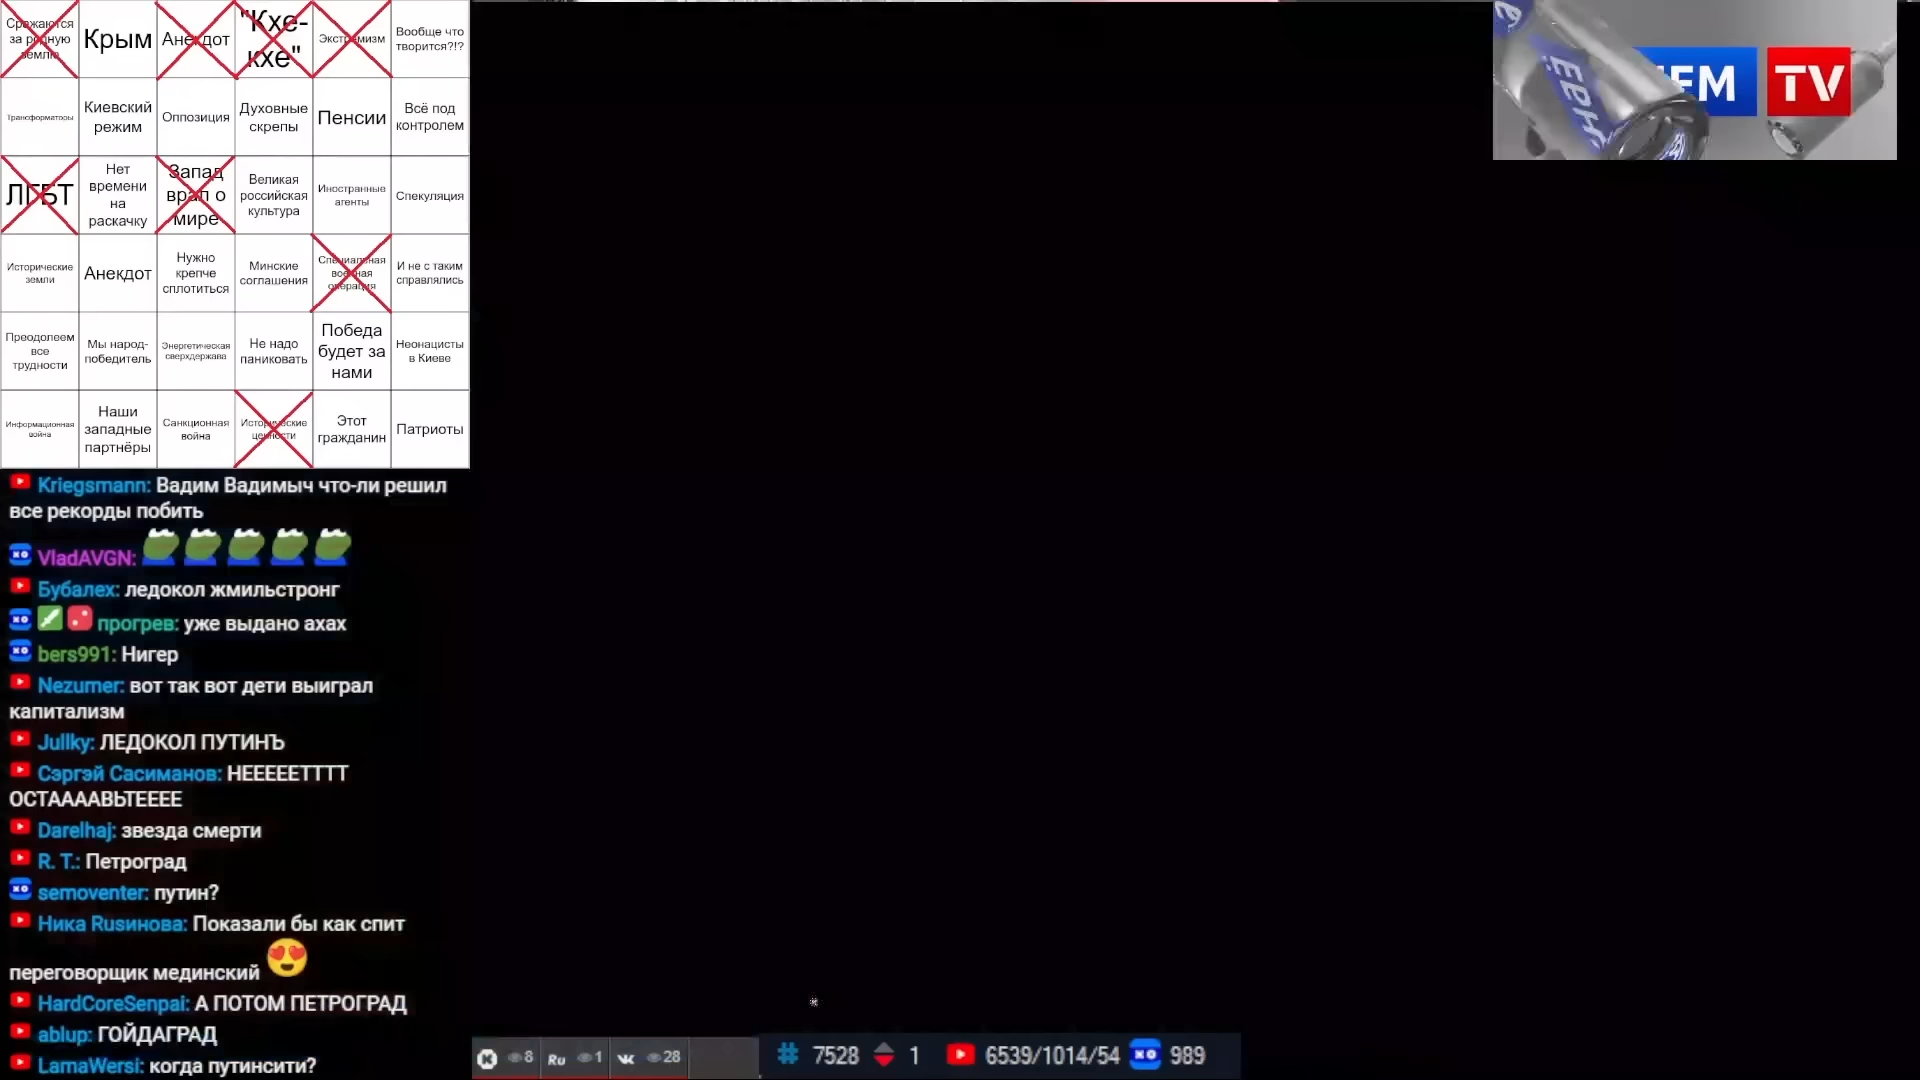 Сражаются
за родную
землю
Крым
Анекдот
"Кхе-
кхе"
Экстремизм
Вообще что
творится?!?
Трансформаторы
Киевский
режим
Оппозиция
Духовные
скрепы
Пенсии
Всё под
контролем
ЛГБТ
Нет
времени
на
раскачку
Запад
врал о
мире
Великая
российская
культура
Иностранные
агенты
Спекуляция
Исторические
земли
Анекдот
Нужно
крепче
сплотиться
Минские
соглашения
Специальная
военная
операция
И не с таким
справлялись
Преодолеем
все
трудности
Мы народ-
победитель
Энергетическая
сверхдержава
Не надо
паниковать
Победа
будет за
нами
Неонацисты
в Киеве
Информационная
война
Наши
западные
партнёры
Санкционная
война
Исторические
ценности
Этот
гражданин
Патриоты
ЕМ TV
Kriegsmann: Вадим Вадимыч что-ли решил
все рекорды побить
VladAVGN:
Бубалех: ледокол жмильстронг
прогрев: уже выдано ахах
bers991: Нигер
Nezumer: вот так вот дети выиграл
капитализм
Jullky: ЛЕДОКОЛ ПУТИНЪ
Сэргэй Сасиманов: НЕЕЕЕЕТТТТ
ОСТААААВЬТЕЕЕЕ
Darelhaj: звезда смерти
R. T.: Петроград
semoventer: путин?
Ника Rusинова: Показали бы как спит
переговорщик мединский
HardCoreSenpai: А ПОТОМ ПЕТРОГРАД
ablup: ГОЙДАГРАД
LamaWersi: когда путинсити?
K 8 Ru 1 28 # 7528 1 6539/1014/54 989